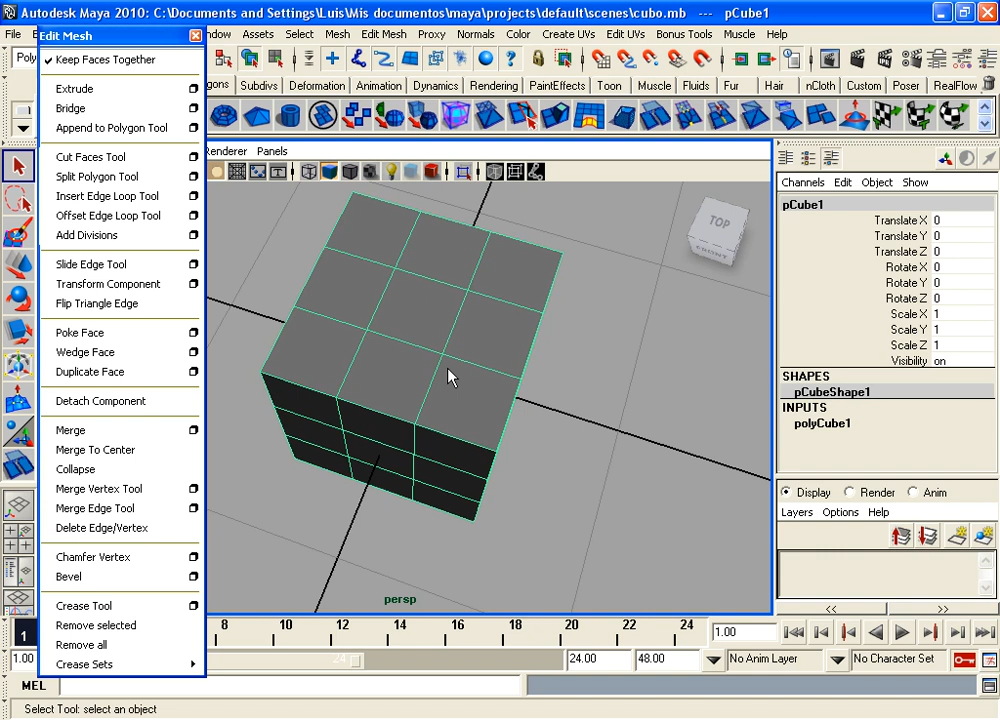 Autodesk Maya 2010: C:\Documents and Settings\Luis\Mis documentos\maya\projects\default\scenes\cubo.mb --- pCube1
File
ndow Assets Select Mesh Edit Mesh Proxy Normals Color Create UVs Edit UVs Bonus Tools Muscle Help
Edit Mesh
Poly
Keep Faces Together
gons Subdivs Deformation Animation Dynamics Rendering PaintEffects Toon Muscle Fluids Fur Hair nCloth Custom Poser RealFlow
Extrude
Bridge
Append to Polygon Tool
Cut Faces Tool
Split Polygon Tool
Insert Edge Loop Tool
Offset Edge Loop Tool
Add Divisions
Slide Edge Tool
Transform Component
Flip Triangle Edge
Poke Face
Wedge Face
Duplicate Face
Detach Component
Merge
Merge To Center
Collapse
Merge Vertex Tool
Merge Edge Tool
Delete Edge/Vertex
Chamfer Vertex
Bevel
Crease Tool
Remove selected
Remove all
Crease Sets
Renderer Panels
TOP
FRONT
persp
Channels Edit Object Show
pCube1
Translate X 0
Translate Y 0
Translate Z 0
Rotate X 0
Rotate Y 0
Rotate Z 0
Scale X 1
Scale Y 1
Scale Z 1
Visibility on
SHAPES
pCubeShape1
INPUTS
polyCube1
Display Render Anim
Layers Options Help
<< >>
1 8 10 12 14 16 18 20 22 24 1.00
1.00 24 24.00 48.00 No Anim Layer No Character Set
MEL
Select Tool: select an object